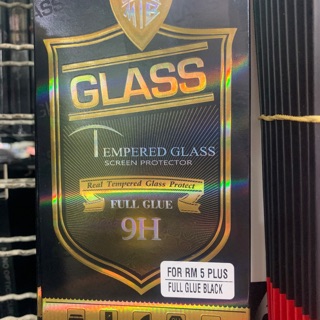 GLASS
TEMPERED GLASS
SCREEN PROTECTOR
Real Tempered Glass Protect
FULL GLUE
9H
FOR RM 5 PLUS
FULL GLUE BLACK